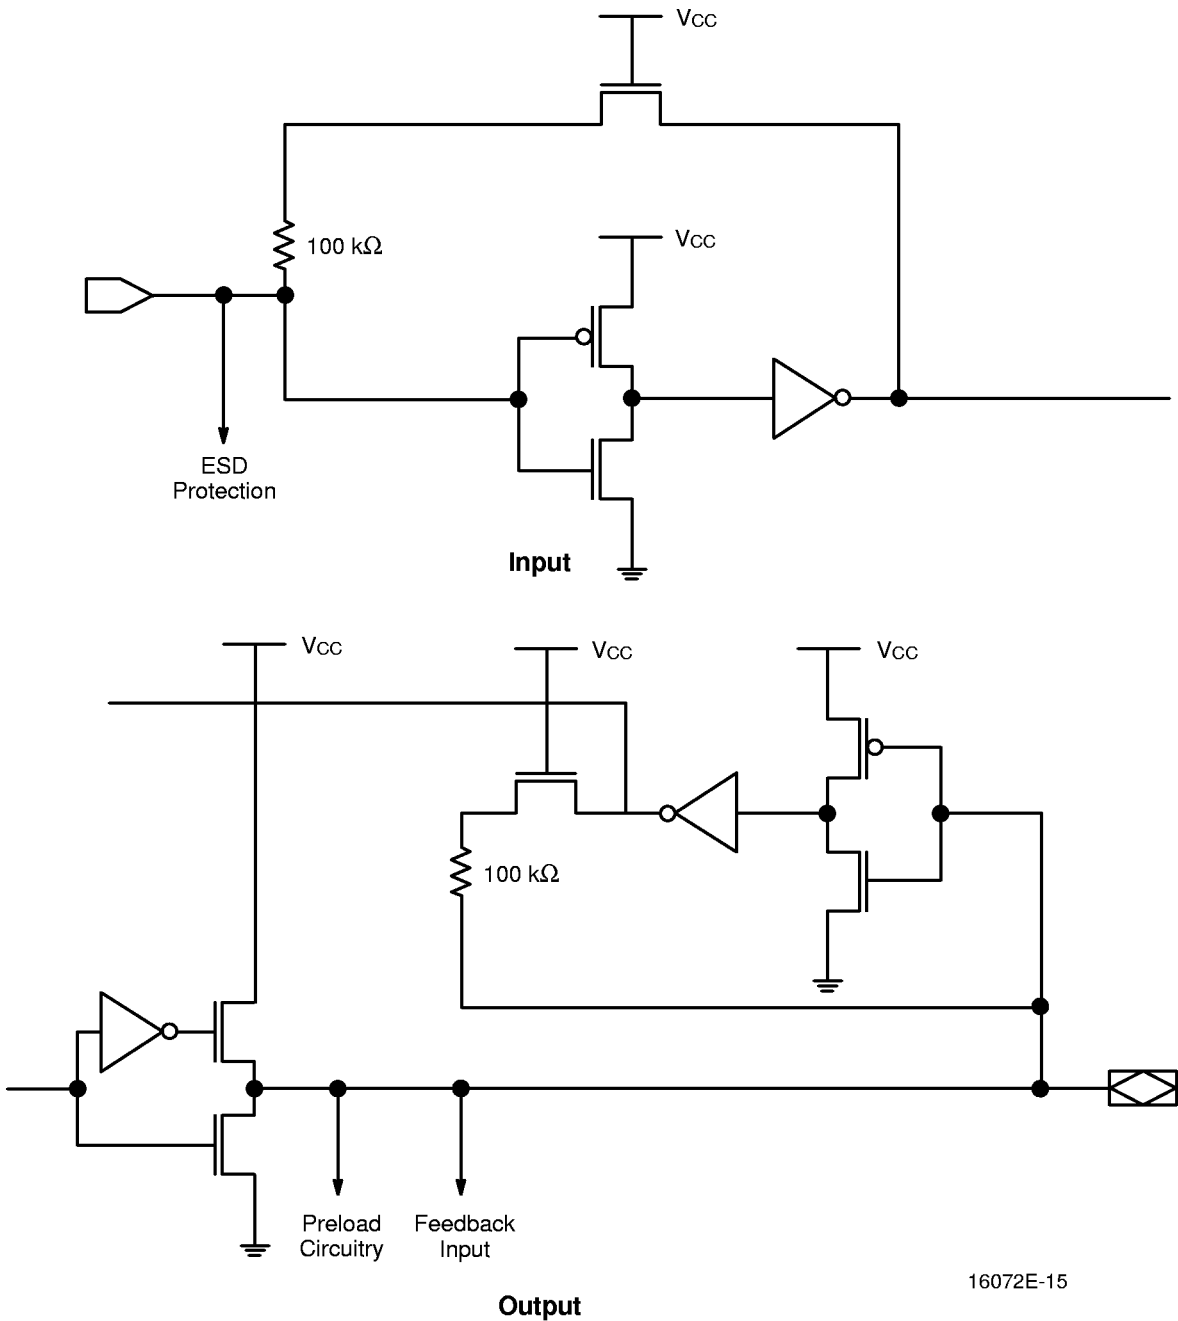 VCC
VCC
100 kΩ
ESD
Protection
Input
VCC
VCC
VCC
100 kΩ
Preload
Circuitry
Feedback
Input
16072E-15
Output